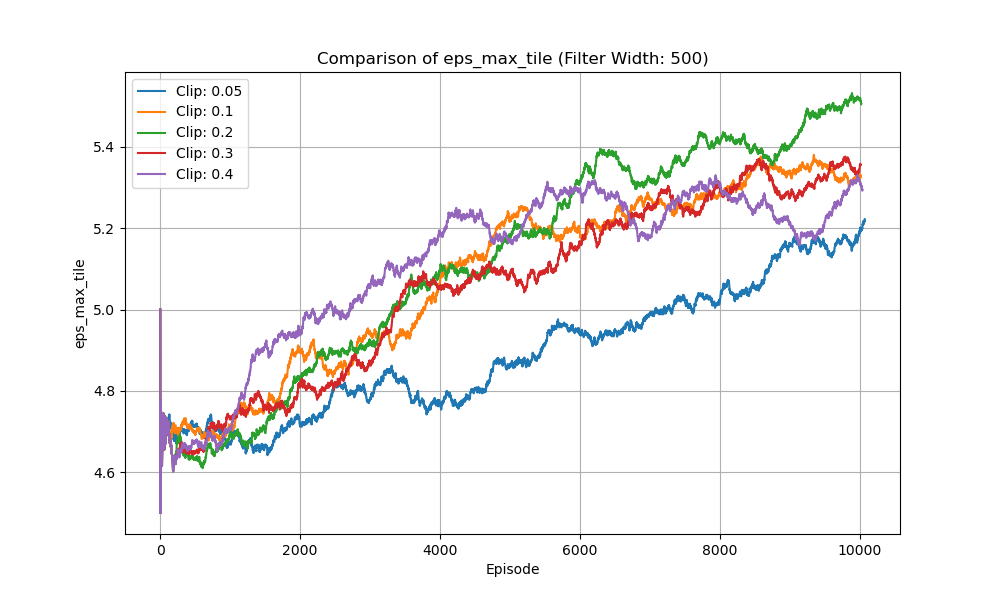 Comparison of eps_max_tile (Filter Width: 500)
Clip: 0.05
Clip: 0.1
Clip: 0.2
Clip: 0.3
Clip: 0.4
eps_max_tile
5.4
5.2
5.0
4.8
4.6
0 2000 4000 6000 8000 10000
Episode